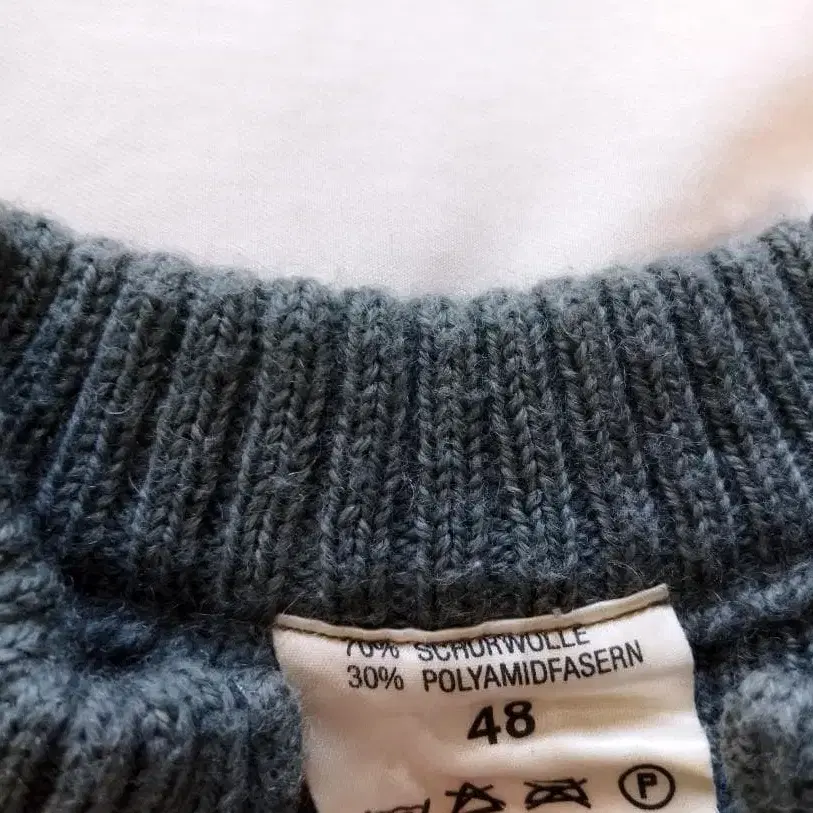 70% SCHURWOLLE
30% POLYAMIDFASERN
48
P